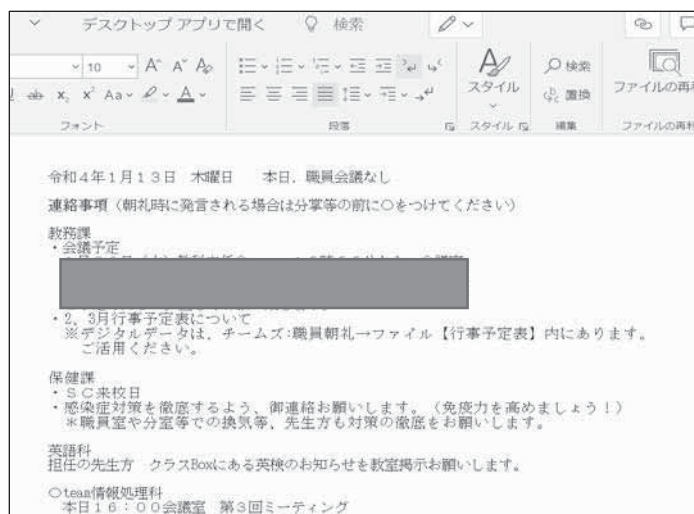 デスクトップ アプリで開く 検索
10 A^ A˅ A
ab x₂ x² Aa A
スタイル
検索
置換
ファイルの再利
フォント 段落 スタイル 編集 ファイルの再利
令和4年1月13日 木曜日 本日、職員会議なし
連絡事項（朝礼時に発言される場合は分掌等の前に○をつけてください）
教務課
・会議予定
・2、3月行事予定表について
※デジタルデータは、チームズ:職員朝礼→ファイル【行事予定表】内にあります。
ご活用ください。
保健課
・ＳＣ来校日
・感染症対策を徹底するよう、御連絡お願いします。（免疫力を高めましょう！）
＊職員室や分室等での換気等、先生方も対策の徹底をお願いします。
英語科
担任の先生方 クラスBoxにある英検のお知らせを教室掲示お願いします。
○team情報処理科
本日１６：００会議室 第3回ミーティング